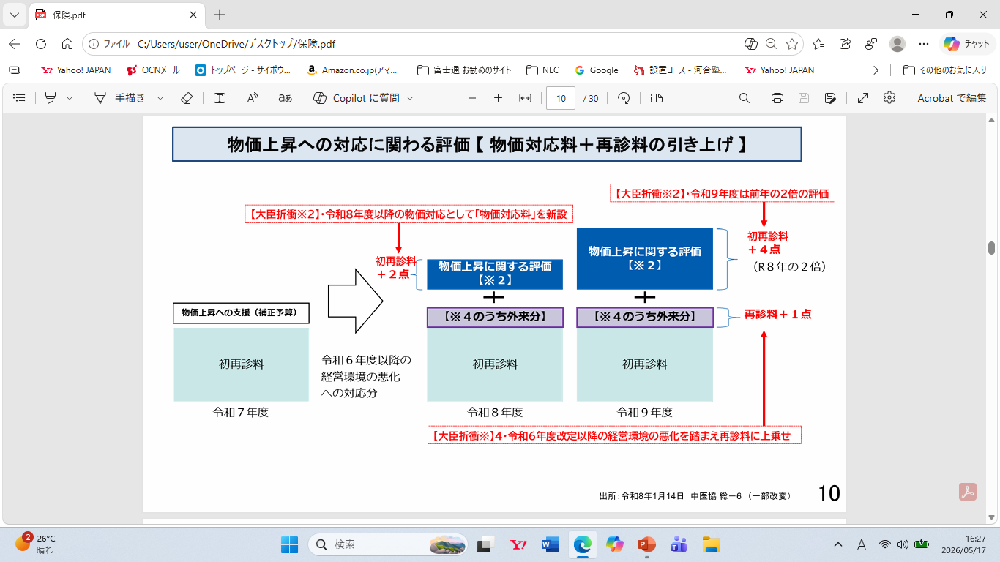 保険.pdf
ファイル C:/Users/user/OneDrive/デスクトップ/保険.pdf
チャット
Yahoo! JAPAN OCNメール トップページ - サイボウ... Amazon.co.jp(アマ... 富士通 お勧めのサイト NEC Google 設置コース - 河合塾... Yahoo! JAPAN その他のお気に入り
手描き aあ Copilot に質問 10 / 30 Acrobat で編集
物価上昇への対応に関わる評価【 物価対応料＋再診料の引き上げ 】
【大臣折衝※２】・令和9年度は前年の2倍の評価
【大臣折衝※２】・令和8年度以降の物価対応として「物価対応料」を新設
初再診料
＋２点
物価上昇に関する評価
【※２】
物価上昇に関する評価
【※２】
初再診料
＋４点
（R８年の２倍）
物価上昇への支援（補正予算）
＋
＋
【※４のうち外来分】
【※４のうち外来分】
再診料＋１点
初再診料
令和６年度以降の
経営環境の悪化
への対応分
初再診料
初再診料
令和７年度
令和８年度
令和９年度
【大臣折衝※】４・令和6年度改定以降の経営環境の悪化を踏まえ再診料に上乗せ
出所：令和8年1月14日 中医協 総－6 （一部改変）
10
2
26°C
晴れ
検索
A
16:27
2026/05/17